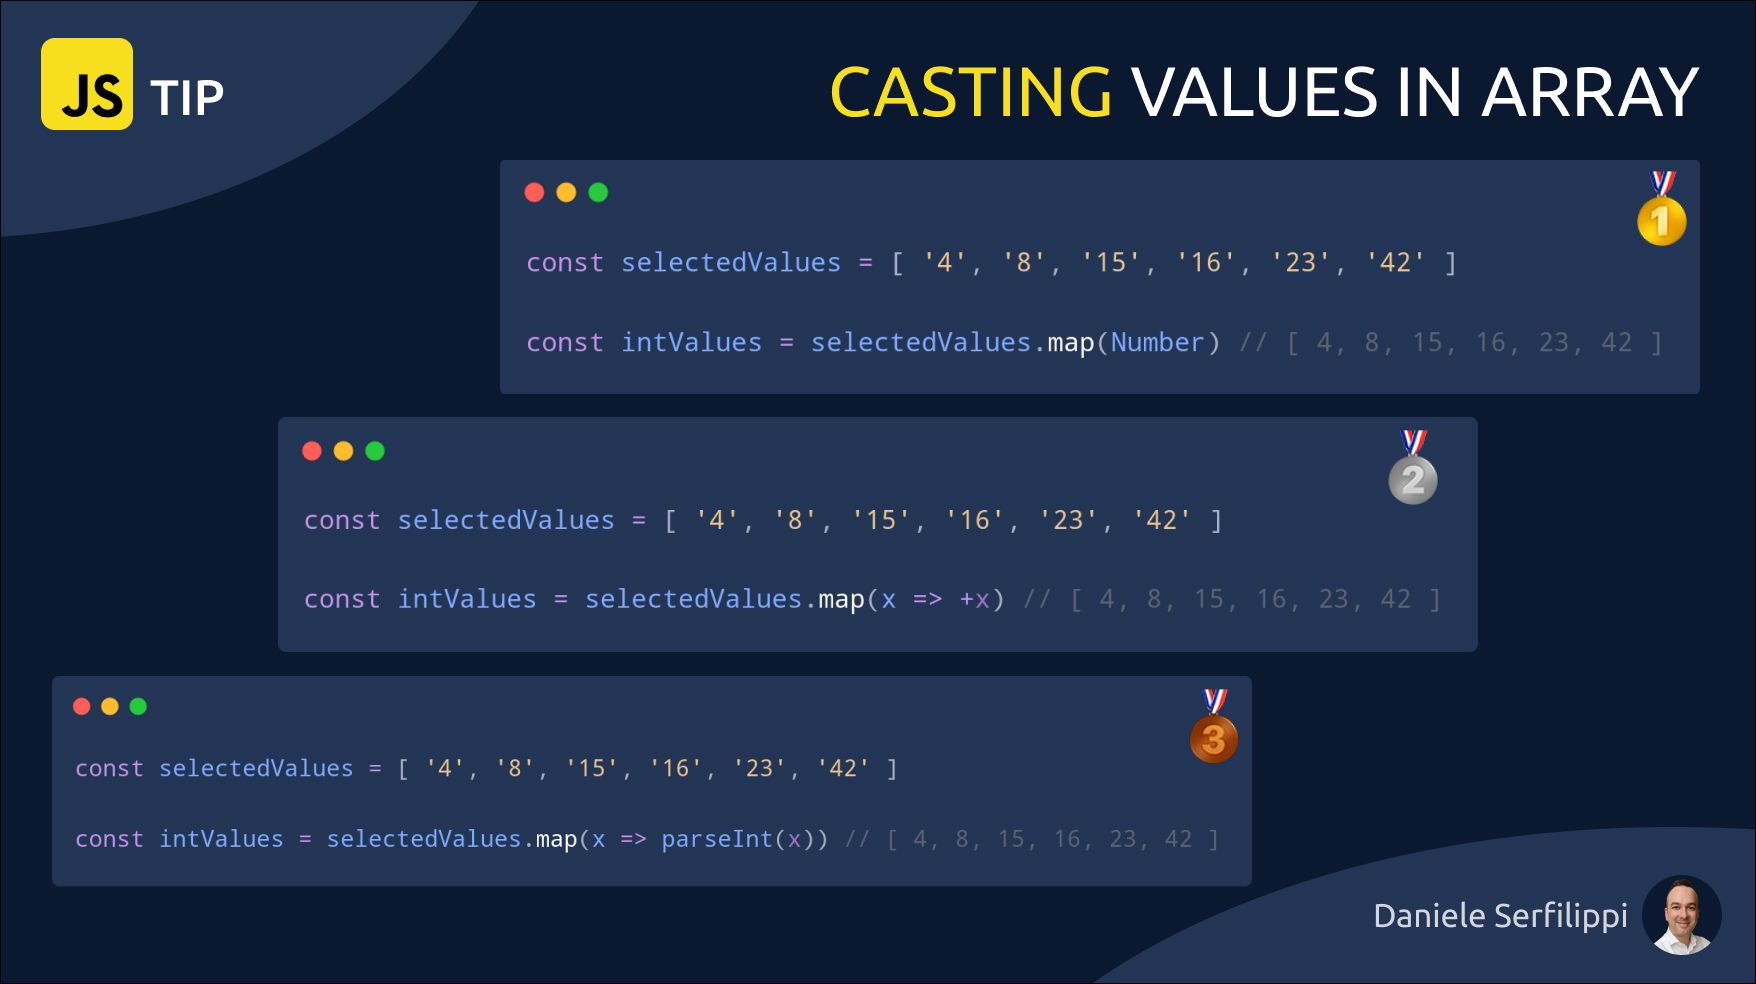 JS TIP
CASTING VALUES IN ARRAY
1
const selectedValues = [ '4', '8', '15', '16', '23', '42' ]
const intValues = selectedValues.map(Number) // [ 4, 8, 15, 16, 23, 42 ]
2
const selectedValues = [ '4', '8', '15', '16', '23', '42' ]
const intValues = selectedValues.map(x => +x) // [ 4, 8, 15, 16, 23, 42 ]
3
const selectedValues = [ '4', '8', '15', '16', '23', '42' ]
const intValues = selectedValues.map(x => parseInt(x)) // [ 4, 8, 15, 16, 23, 42 ]
Daniele Serfilippi